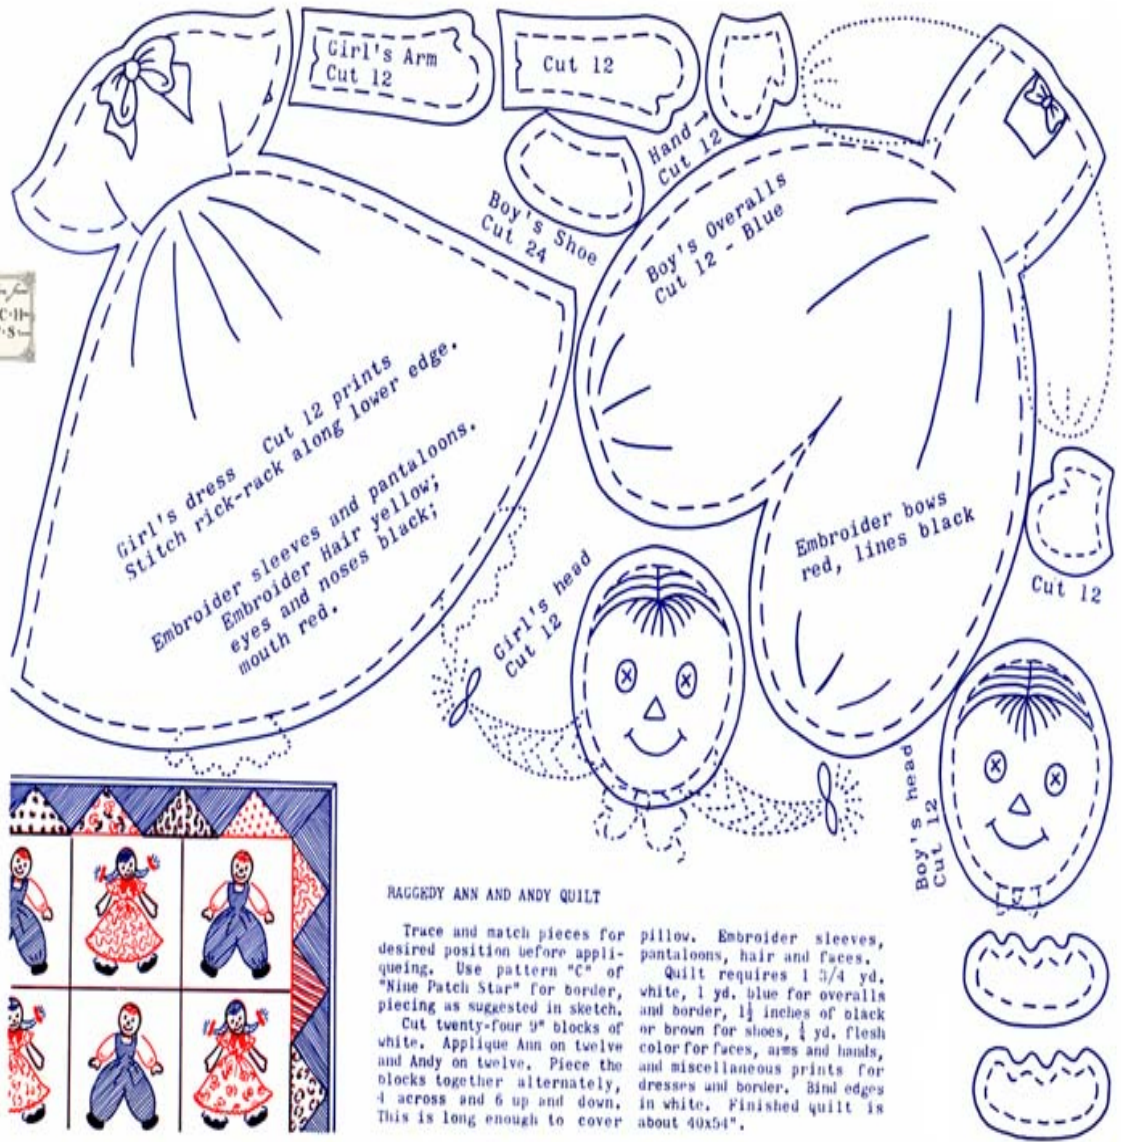 Girl's Arm
Cut 12
Cut 12
Hand →
Cut 12
Boy's Shoe
Cut 24
Boy's Overalls
Cut 12 - Blue
Girl's dress Cut 12 prints
Stitch rick-rack along lower edge.
Embroider sleeves and pantaloons.
Embroider Hair yellow;
eyes and noses black;
mouth red.
Embroider bows
red, lines black
Cut 12
Girl's head
Cut 12
Boy's head
Cut 12
RAGGEDY ANN AND ANDY QUILT
Trace and match pieces for
desired position before appli-
queing. Use pattern "C" of
"Nine Patch Star" for border,
piecing as suggested in sketch.
Cut twenty-four 9" blocks of
white. Applique Ann on twelve
and Andy on twelve. Piece the
blocks together alternately,
4 across and 6 up and down.
This is long enough to cover
pillow. Embroider sleeves,
pantaloons, hair and faces.
Quilt requires 1 3/4 yd.
white, 1 yd. blue for overalls
and border, 1½ inches of black
or brown for shoes, yd. flesh
color for faces, arms and hands,
and miscellaneous prints for
dresses and border. Bind edges
in white. Finished quilt is
about 40x54".